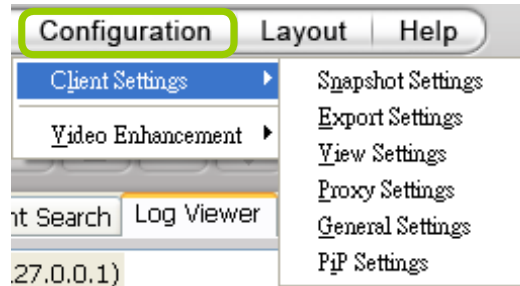 Configuration Layout Help
Client Settings
Video Enhancement
Snapshot Settings
Export Settings
View Settings
Proxy Settings
General Settings
PiP Settings
nt Search Log Viewer
.27.0.0.1)